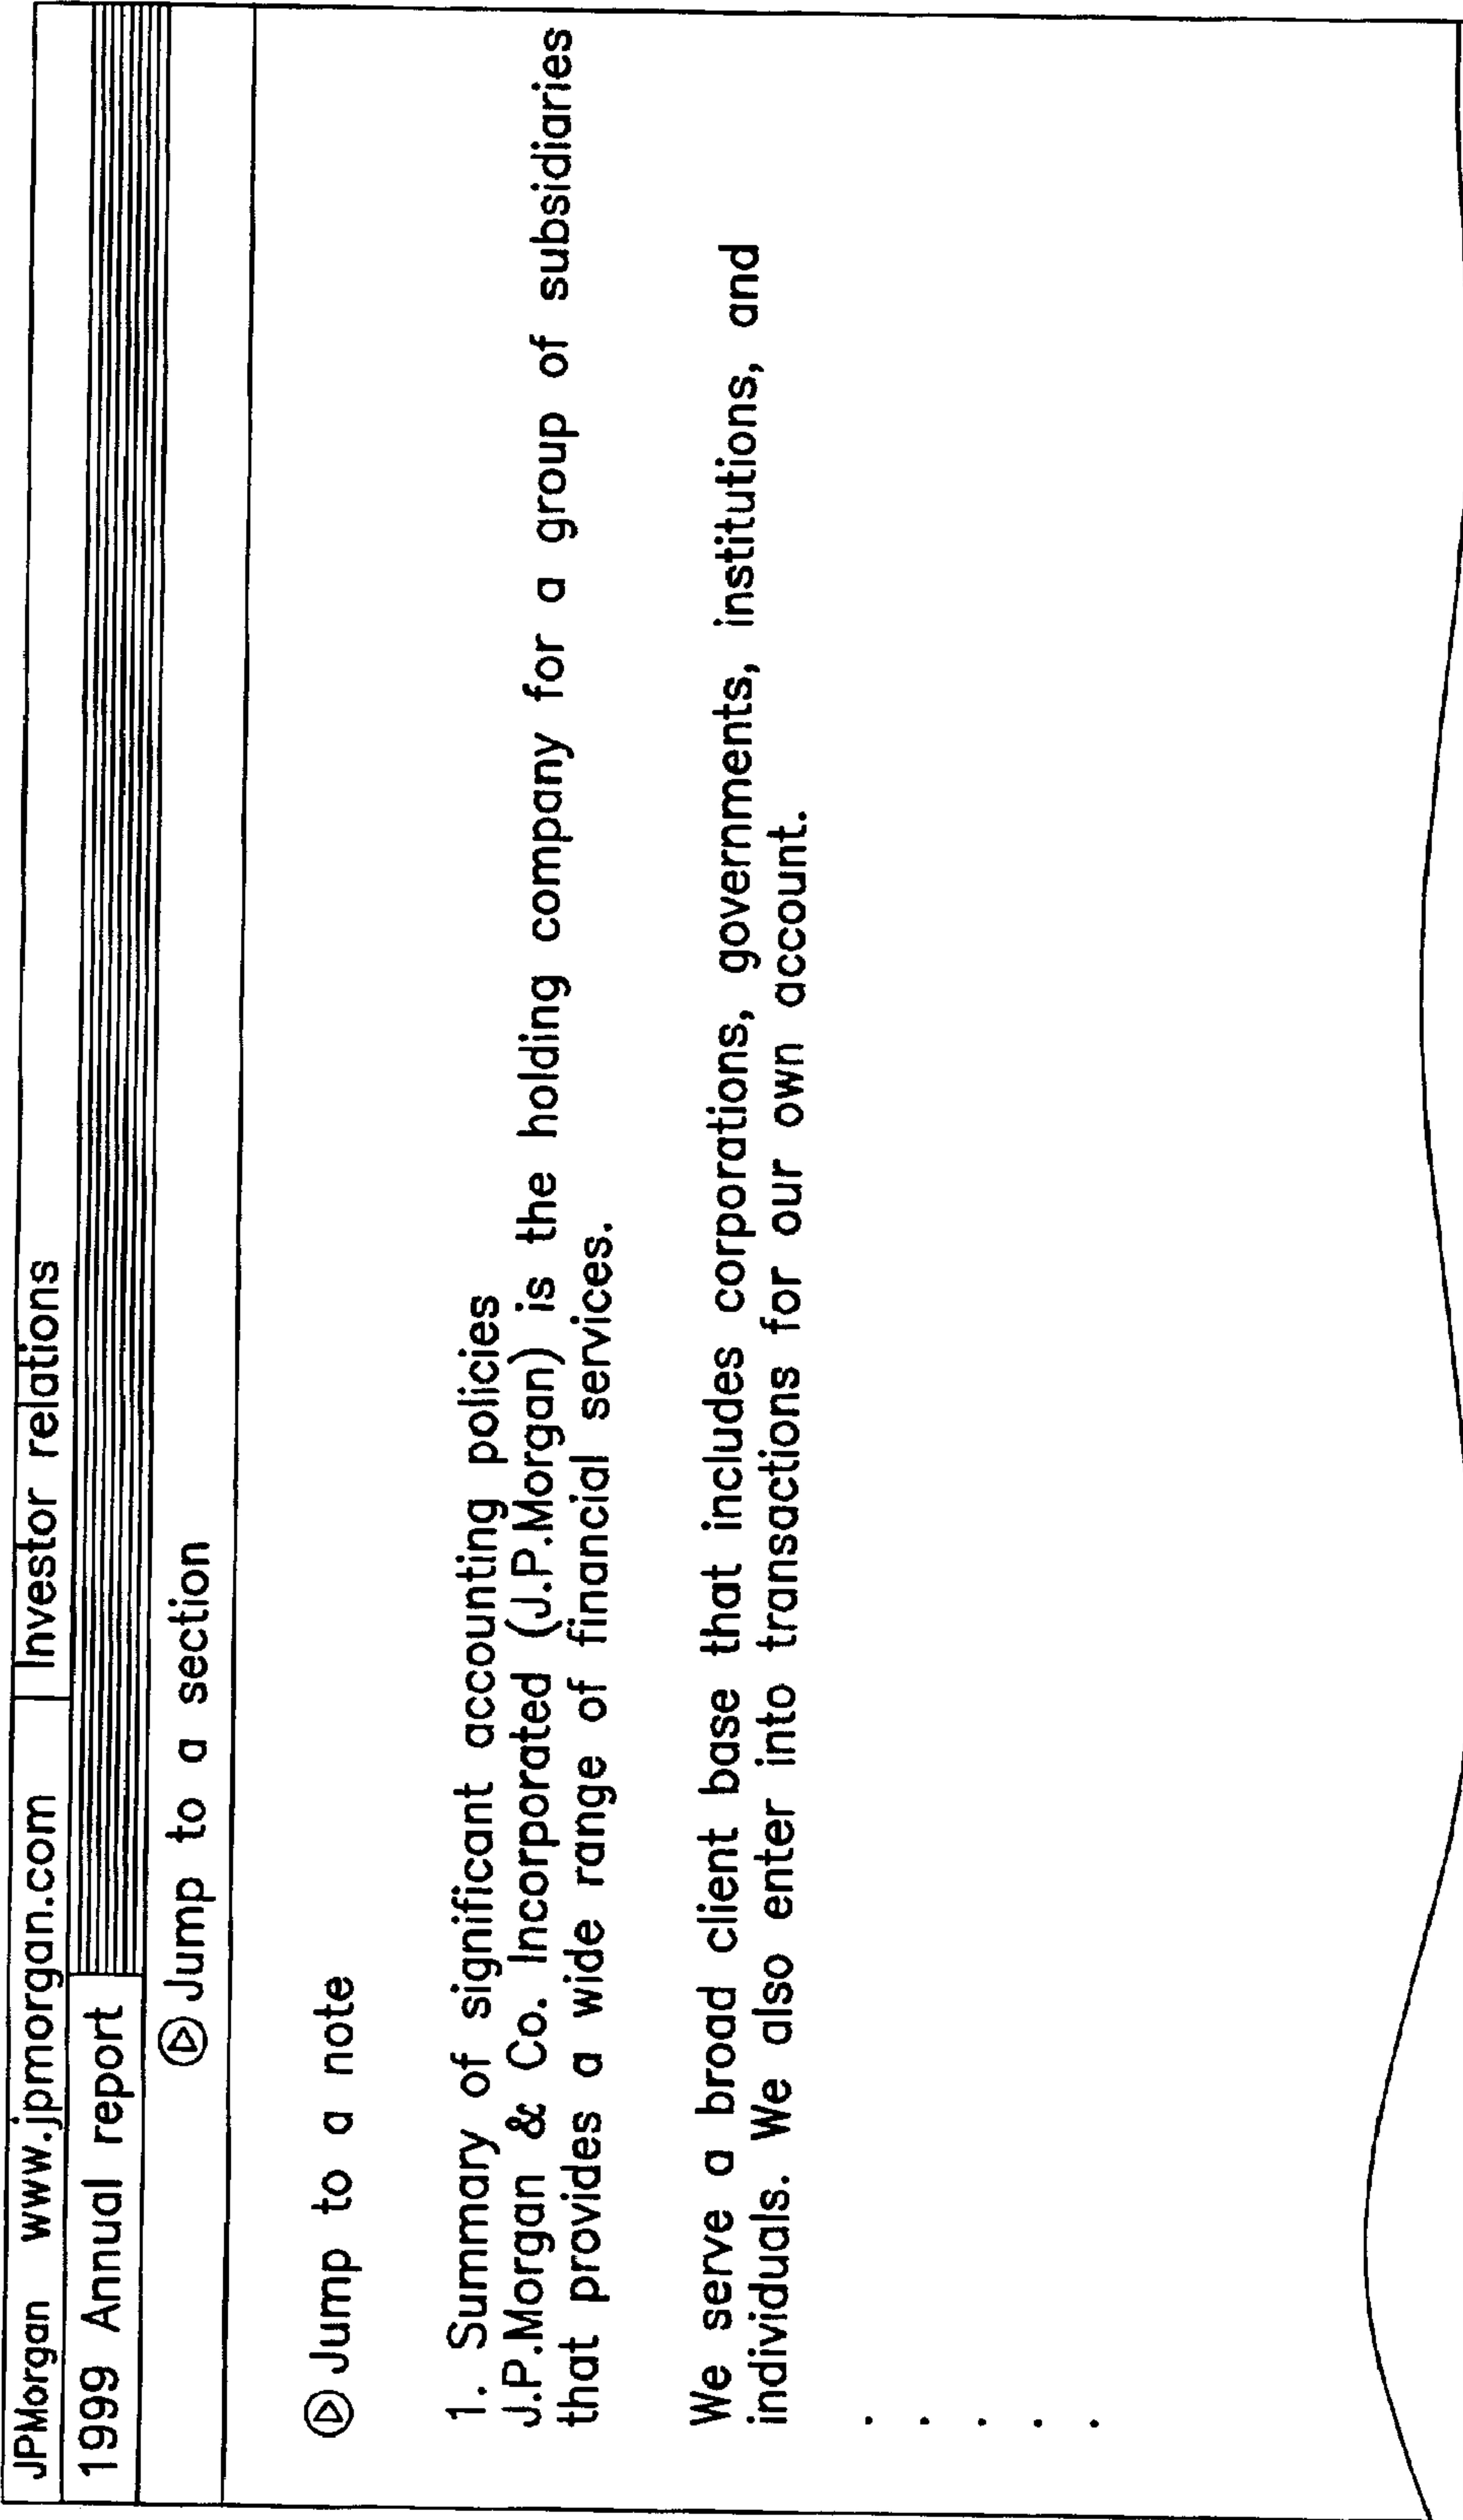 JPMorgan www.jpmorgan.com Investor relations
1999 Annual report
Jump to a section
Jump to a note
1. Summary of significant accounting policies
J.P.Morgan & Co. Incorporated (J.P.Morgan) is the holding company for a group of subsidiaries
that provides a wide range of financial services.
We serve a broad client base that includes corporations, governments, institutions, and
individuals. We also enter into transactions for our own account.
. . . . .